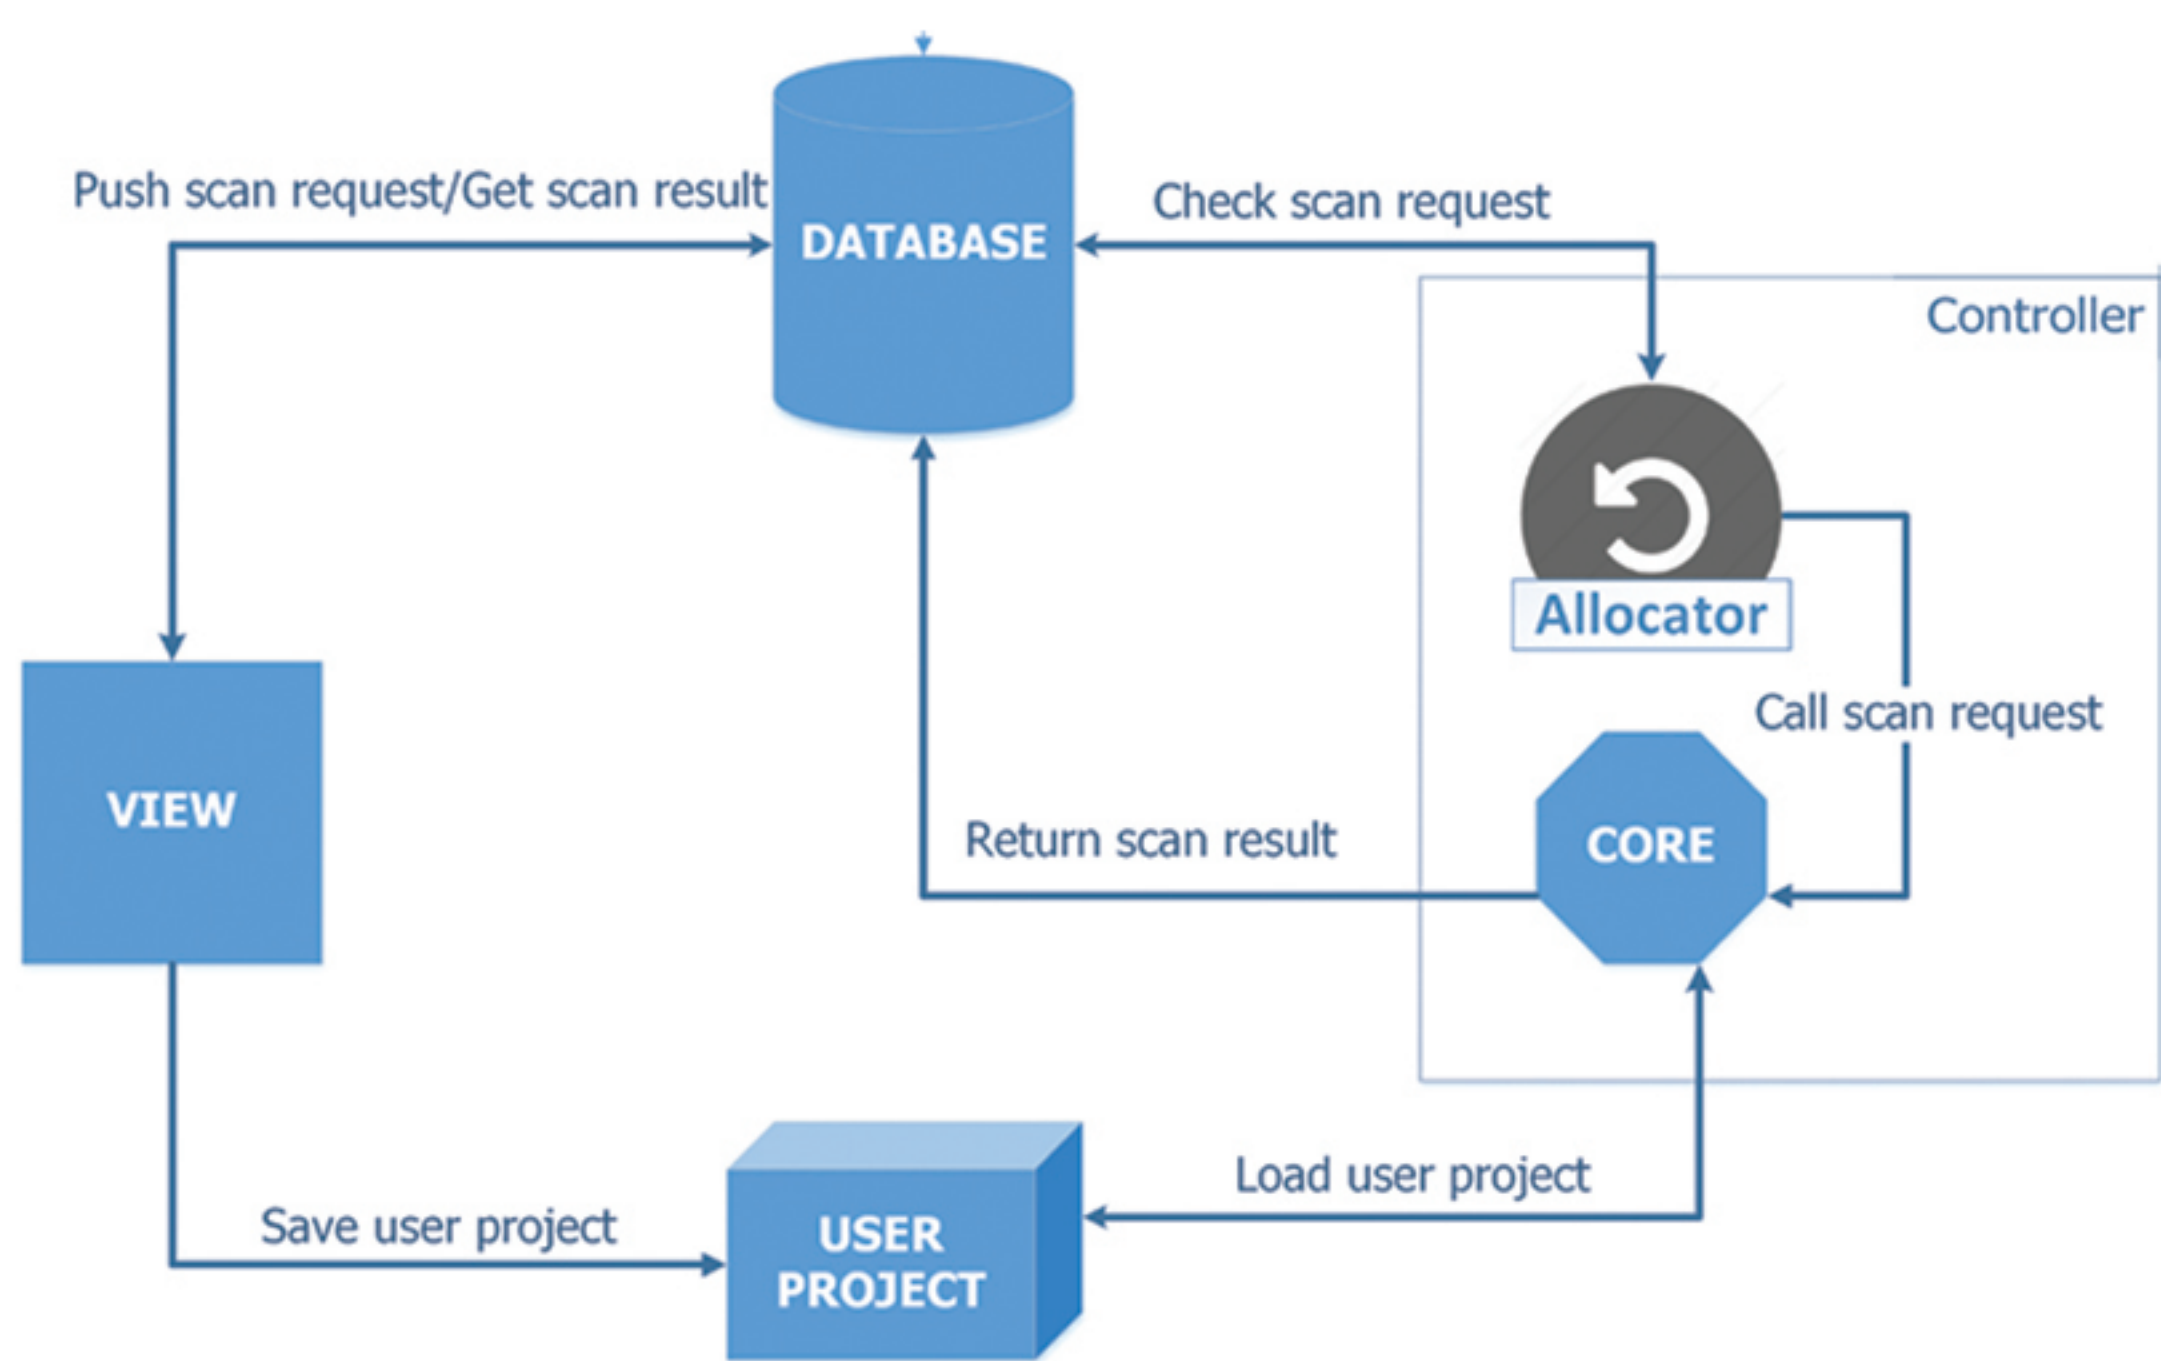 Push scan request/Get scan result
DATABASE
Check scan request
Controller
Allocator
Call scan request
VIEW
CORE
Return scan result
Load user project
Save user project
USER
PROJECT